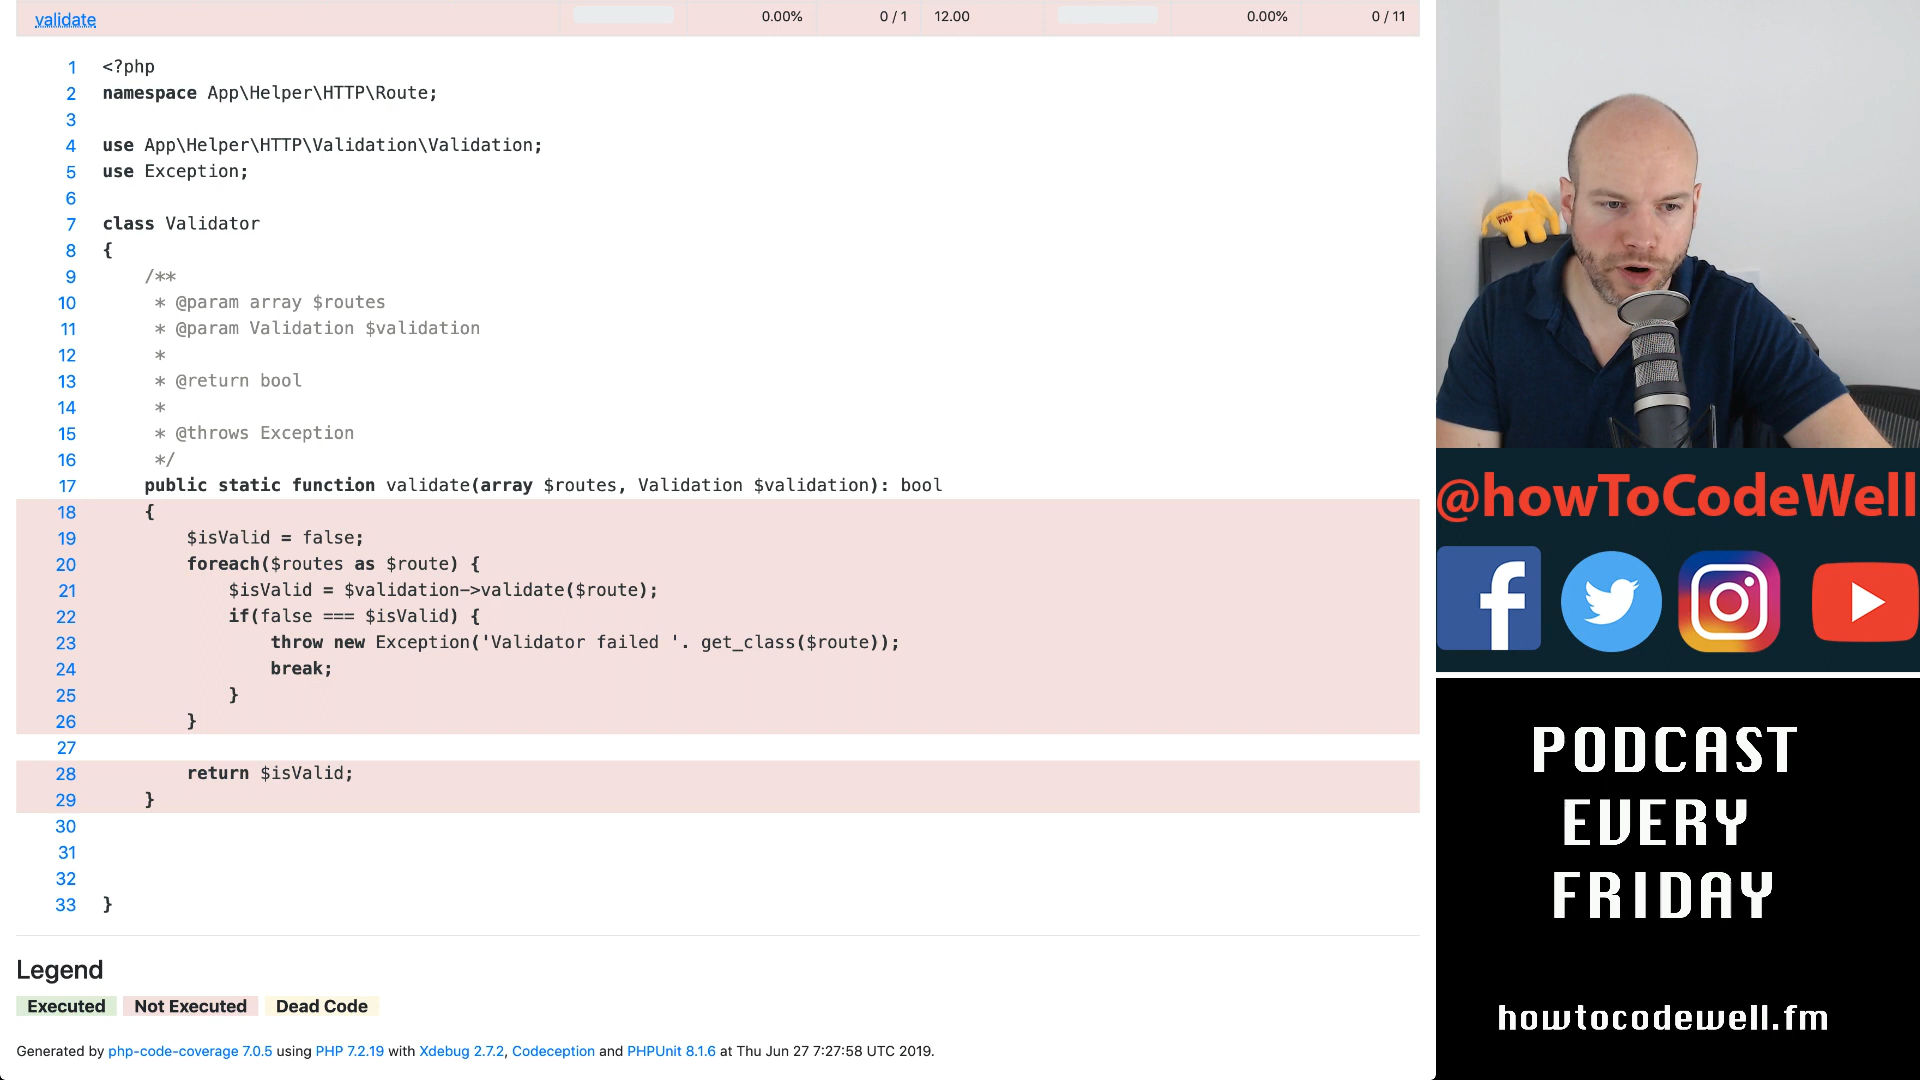 validate 0.00% 0 / 1 12.00 0.00% 0 / 11
1 <?php
2 namespace App\Helper\HTTP\Route;
3
4 use App\Helper\HTTP\Validation\Validation;
5 use Exception;
6
7 class Validator
8 {
9 /**
10 * @param array $routes
11 * @param Validation $validation
12 *
13 * @return bool
14 *
15 * @throws Exception
16 */
17 public static function validate(array $routes, Validation $validation): bool
18 {
19 $isValid = false;
20 foreach($routes as $route) {
21 $isValid = $validation->validate($route);
22 if(false === $isValid) {
23 throw new Exception('Validator failed '. get_class($route));
24 break;
25 }
26 }
27
28 return $isValid;
29 }
30
31
32
33 }
Legend
Executed Not Executed Dead Code
Generated by php-code-coverage 7.0.5 using PHP 7.2.19 with Xdebug 2.7.2, Codeception and PHPUnit 8.1.6 at Thu Jun 27 7:27:58 UTC 2019.
PHP
@howToCodeWell
PODCAST
EVERY
FRIDAY
howtocodewell.fm